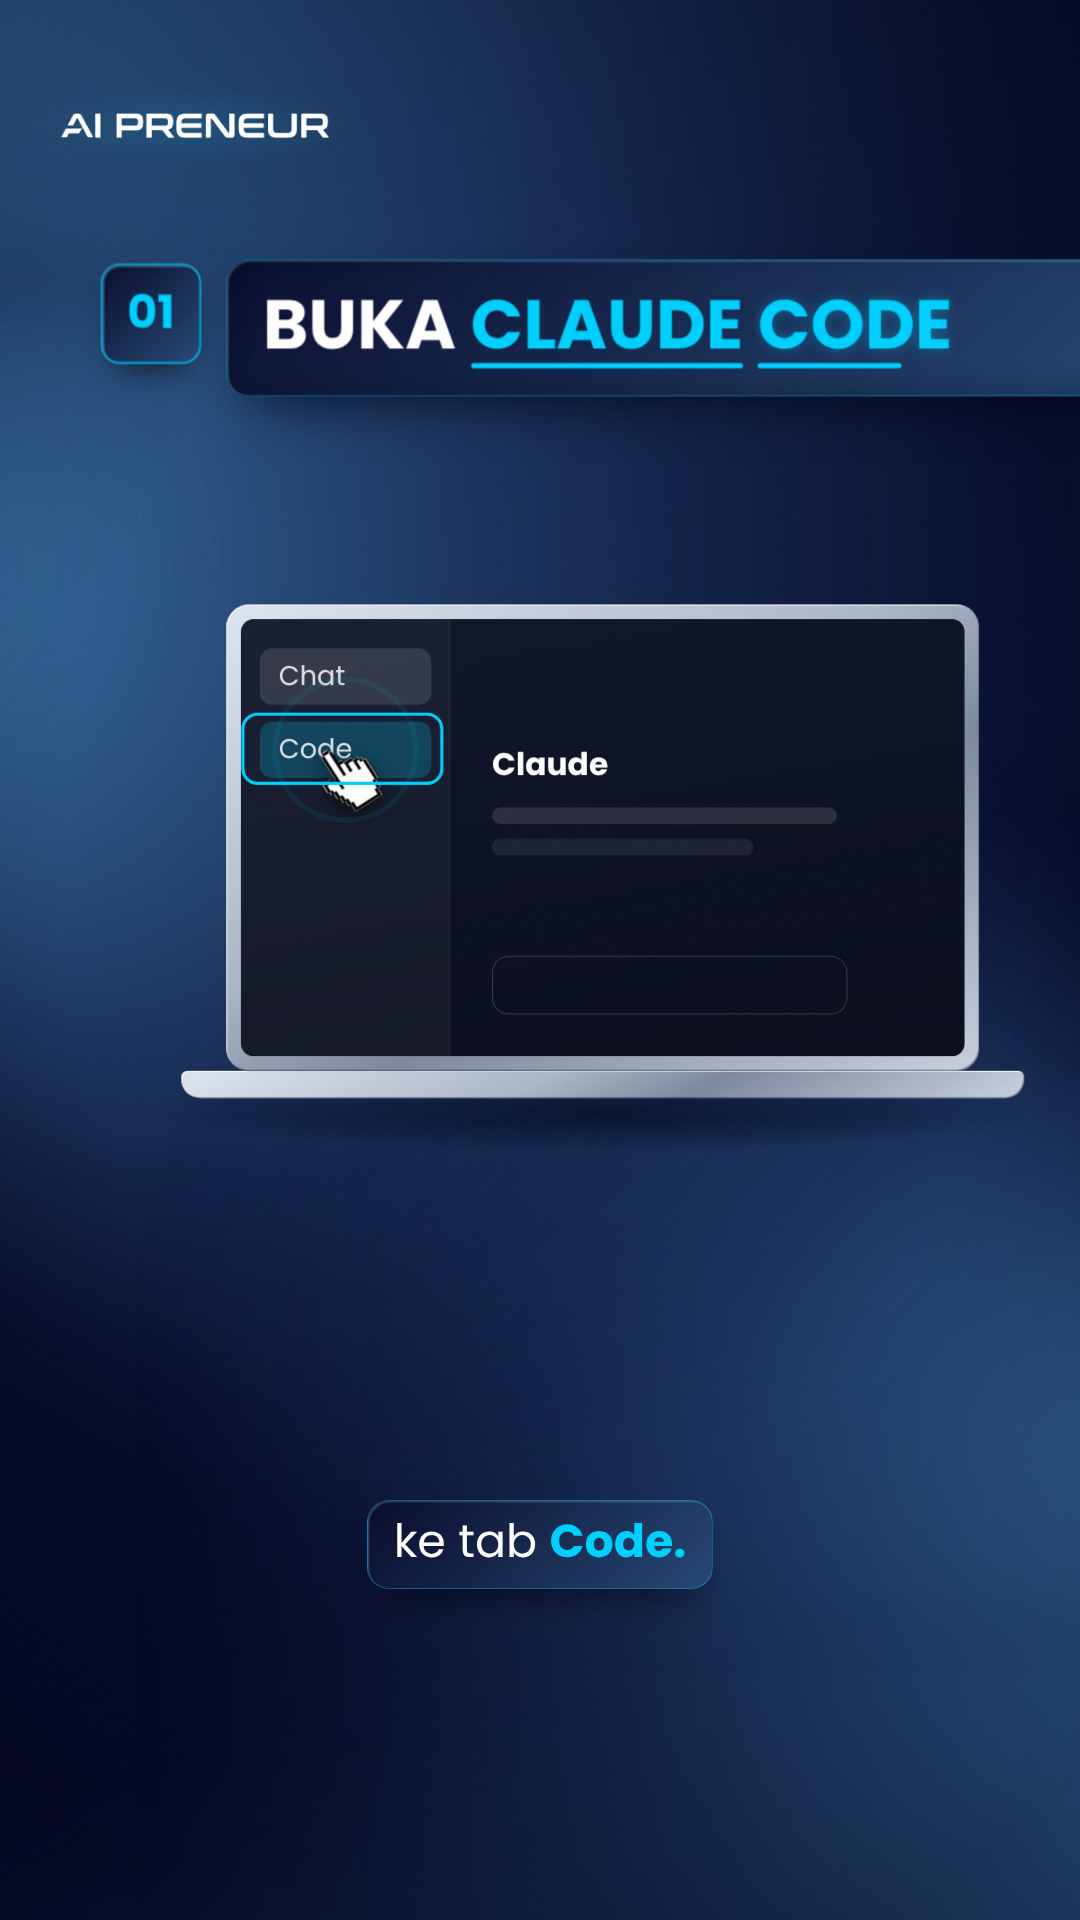 AI PRENEUR
01
BUKA CLAUDE CODE
Chat
Code
Claude
ke tab Code.